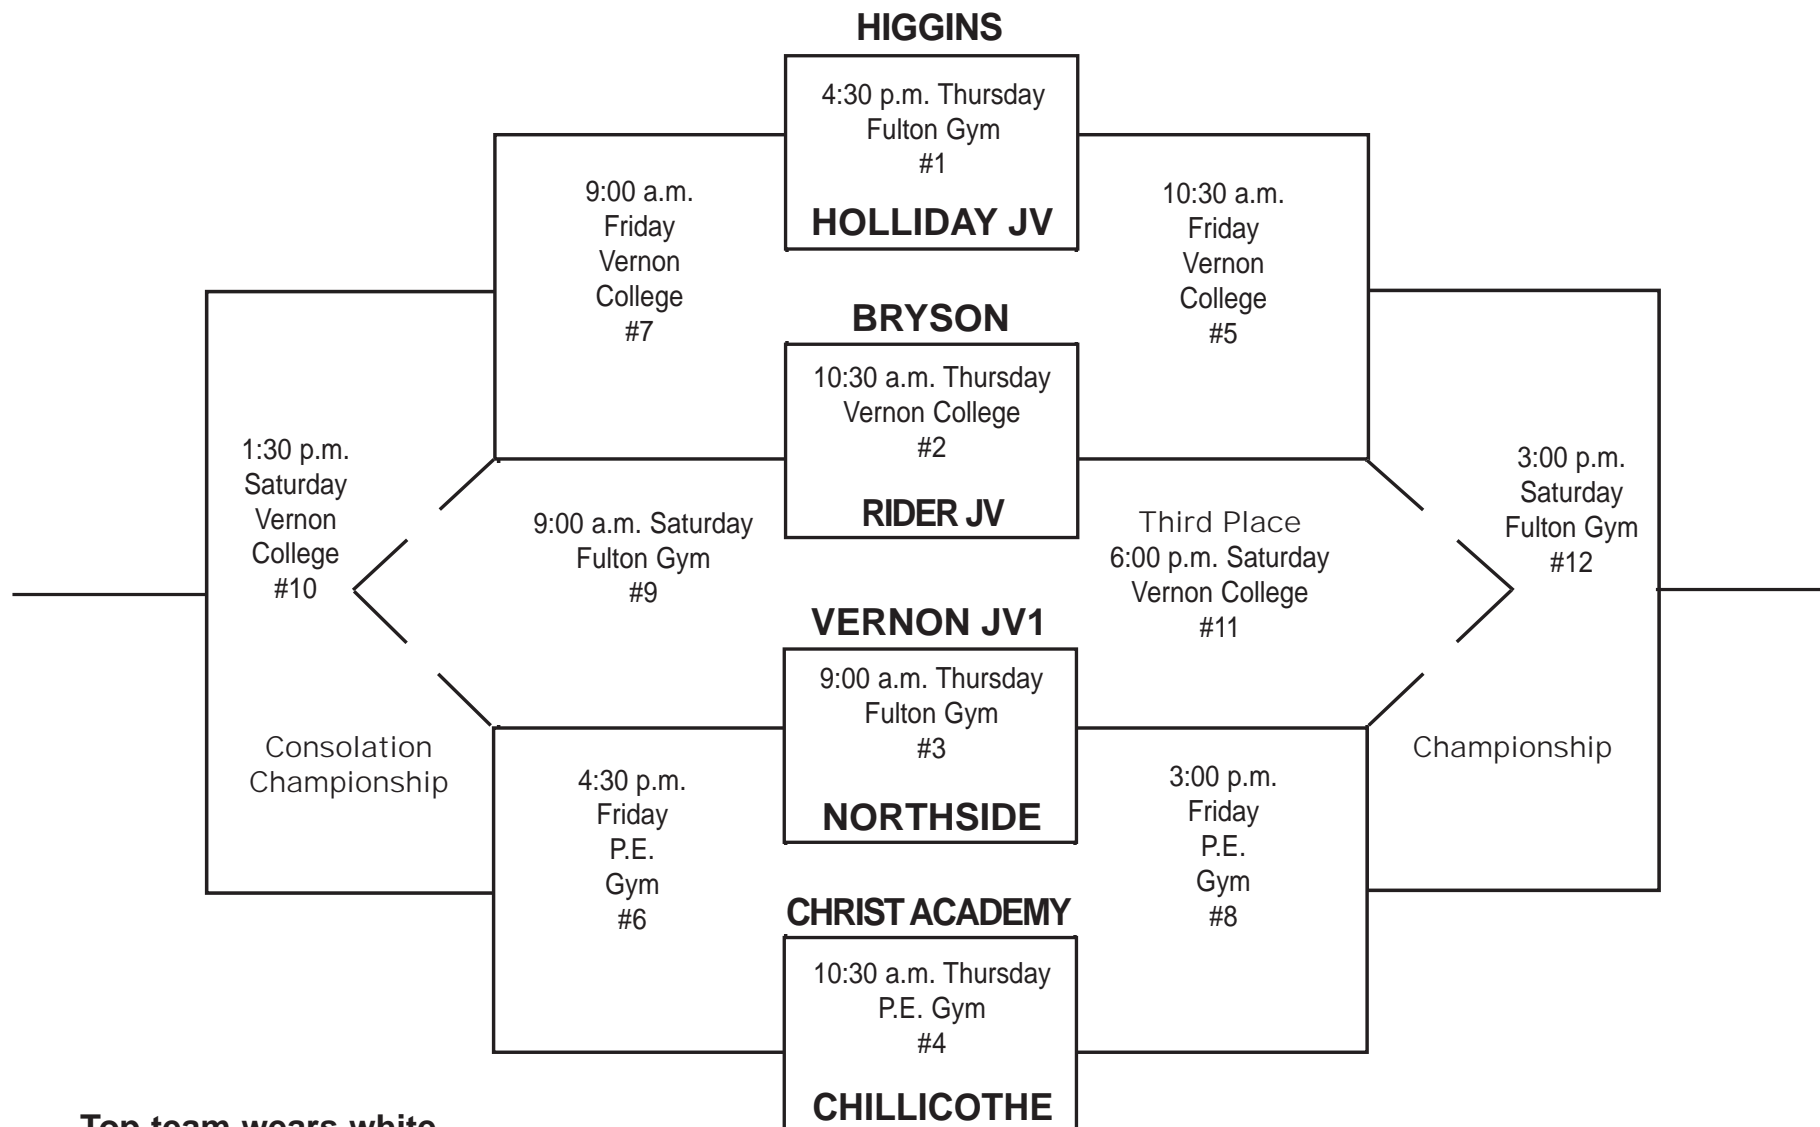 HIGGINS
4:30 p.m. Thursday
Fulton Gym
#1
HOLLIDAY JV
9:00 a.m.
Friday
Vernon
College
#7
10:30 a.m.
Friday
Vernon
College
#5
BRYSON
10:30 a.m. Thursday
Vernon College
#2
RIDER JV
1:30 p.m.
Saturday
Vernon
College
#10
9:00 a.m. Saturday
Fulton Gym
#9
Third Place
6:00 p.m. Saturday
Vernon College
#11
3:00 p.m.
Saturday
Fulton Gym
#12
VERNON JV1
9:00 a.m. Thursday
Fulton Gym
#3
NORTHSIDE
Consolation
Championship
Championship
4:30 p.m.
Friday
P.E.
Gym
#6
3:00 p.m.
Friday
P.E.
Gym
#8
CHRIST ACADEMY
10:30 a.m. Thursday
P.E. Gym
#4
CHILLICOTHE
Top team wears white